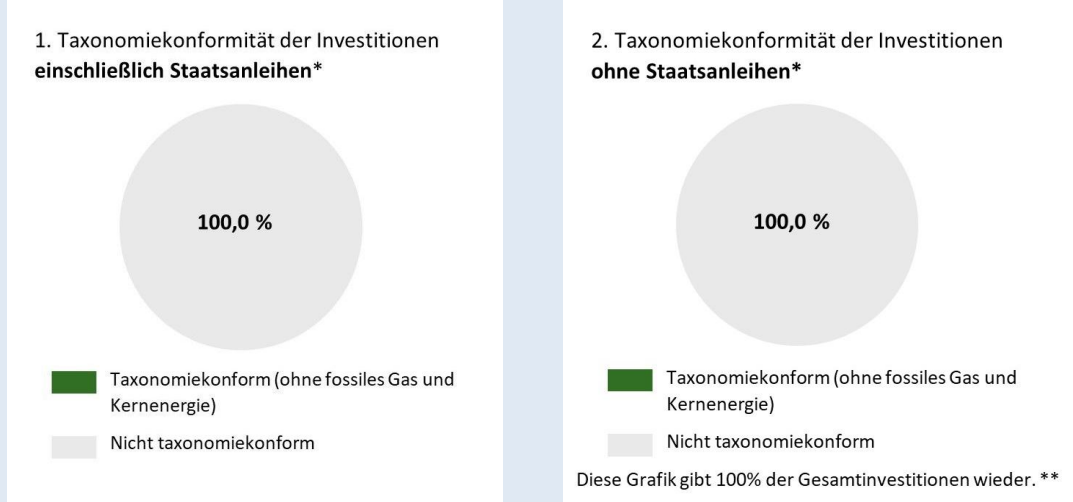 1. Taxonomiekonformität der Investitionen
einschließlich Staatsanleihen*
100,0 %
Taxonomiekonform (ohne fossiles Gas und
Kernenergie)
Nicht taxonomiekonform
2. Taxonomiekonformität der Investitionen
ohne Staatsanleihen*
100,0 %
Taxonomiekonform (ohne fossiles Gas und
Kernenergie)
Nicht taxonomiekonform
Diese Grafik gibt 100% der Gesamtinvestitionen wieder. **